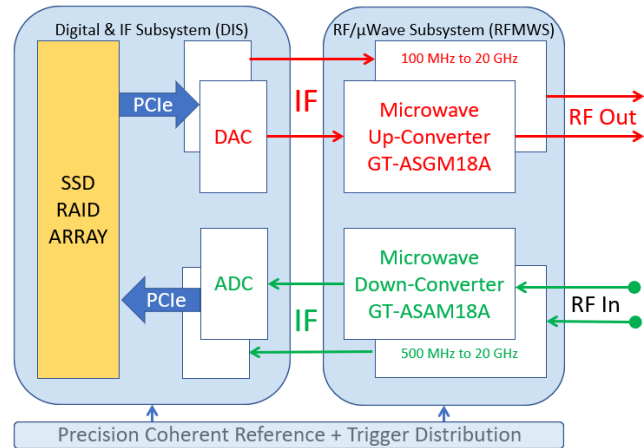 Digital & IF Subsystem (DIS)
RF/µWave Subsystem (RFMWS)
100 MHz to 20 GHz
PCIe
IF
DAC
Microwave
Up-Converter
GT-ASGM18A
RF Out
SSD
RAID
ARRAY
ADC
Microwave
Down-Converter
GT-ASAM18A
PCIe
IF
RF In
500 MHz to 20 GHz
Precision Coherent Reference + Trigger Distribution